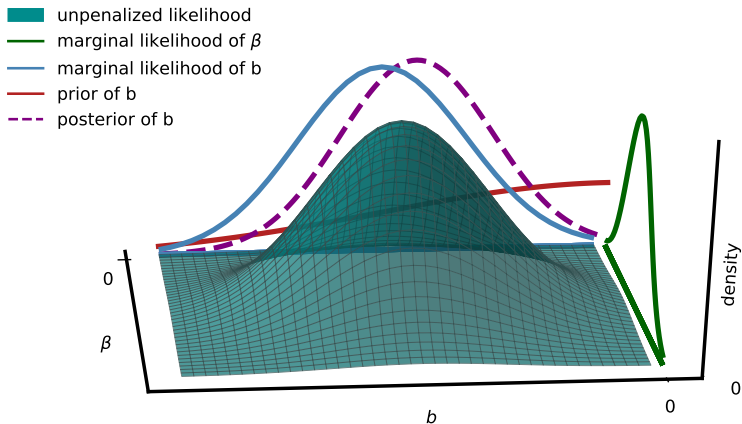 unpenalized likelihood
marginal likelihood of β
marginal likelihood of b
prior of b
posterior of b
0
β
b
0
density
0